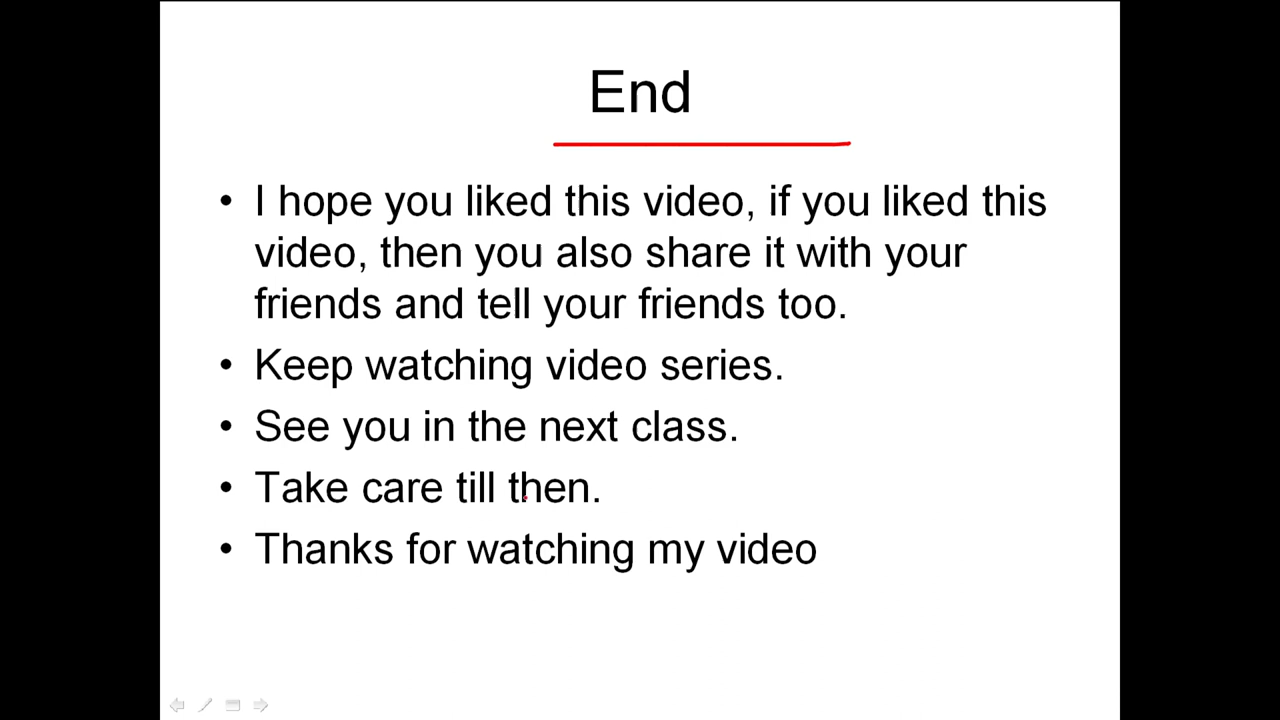 End
• I hope you liked this video, if you liked this
video, then you also share it with your
friends and tell your friends too.
• Keep watching video series.
• See you in the next class.
• Take care till then.
• Thanks for watching my video